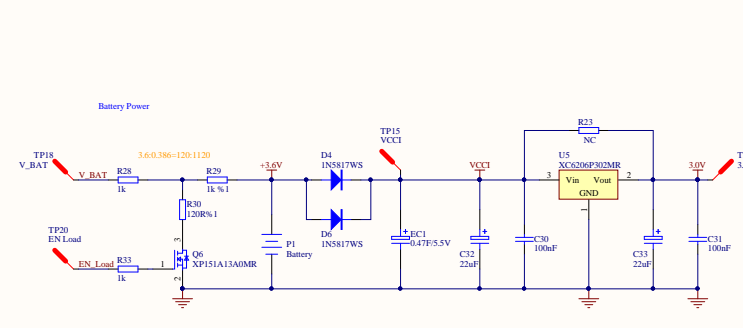 Battery Power
TP15
VCCI
R23
NC
TP18
V_BAT
3.6:0.386=120:1120
V_BAT
R28
1k
R29
1k %1
+3.6V
D4
1N5817WS
VCCI
U5
XC6206P302MR
3
Vin
Vout
2
GND
1
3.0V
T
3.
R30
120R%1
TP20
EN Load
EN_Load
R33
1k
1
3
2
Q6
XP151A13A0MR
P1
Battery
D6
1N5817WS
+
EC1
0.47F/5.5V
+
C32
22uF
C30
100nF
+
C33
22uF
C31
100nF